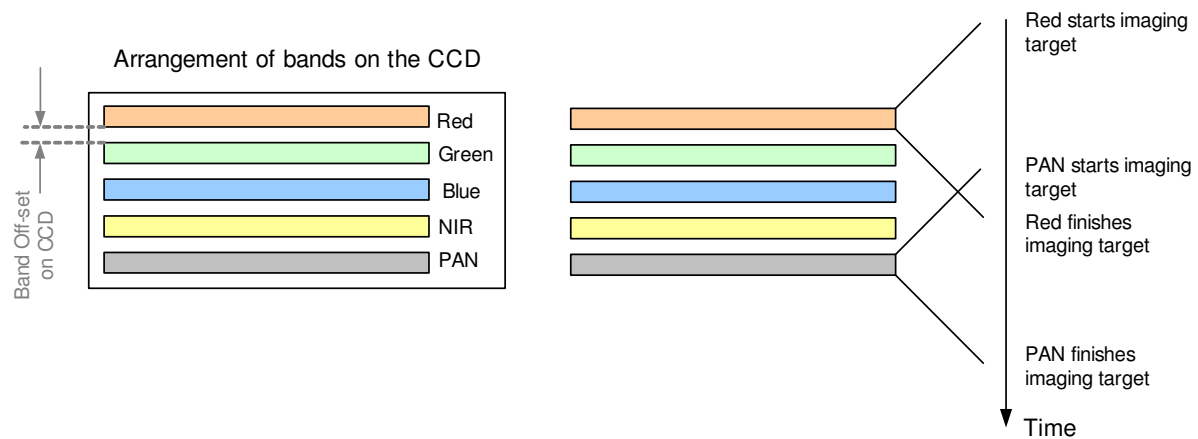 Arrangement of bands on the CCD
Band Off-set
on CCD
Red
Green
Blue
NIR
PAN
Red starts imaging
target
PAN starts imaging
target
Red finishes
imaging target
PAN finishes
imaging target
Time